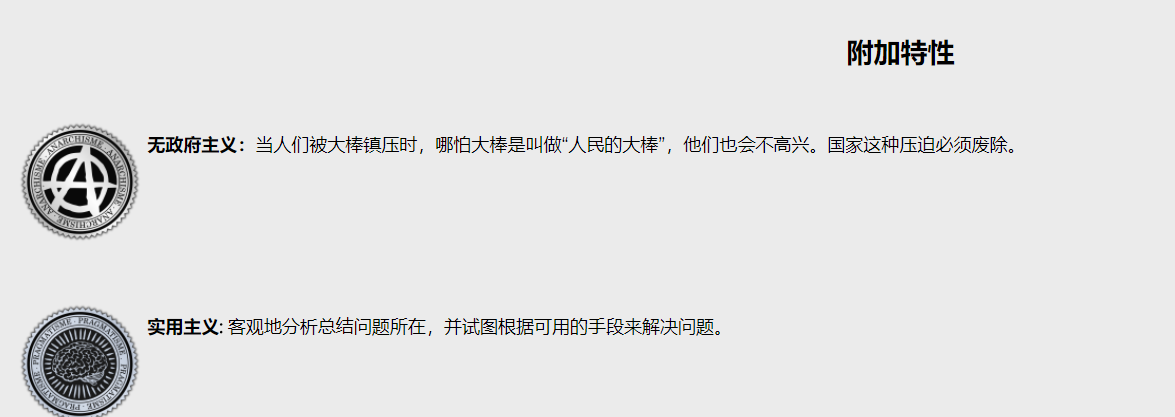 附加特性
ANARCHISME · ANARCHISME · ANARCHISME · ANARCHISME
无政府主义：当人们被大棒镇压时，哪怕大棒是叫做“人民的大棒”，他们也会不高兴。国家这种压迫必须废除。
PRAGMATISME · PRAGMATISME · PRAGMATISME · PRAGMATISME
实用主义: 客观地分析总结问题所在，并试图根据可用的手段来解决问题。